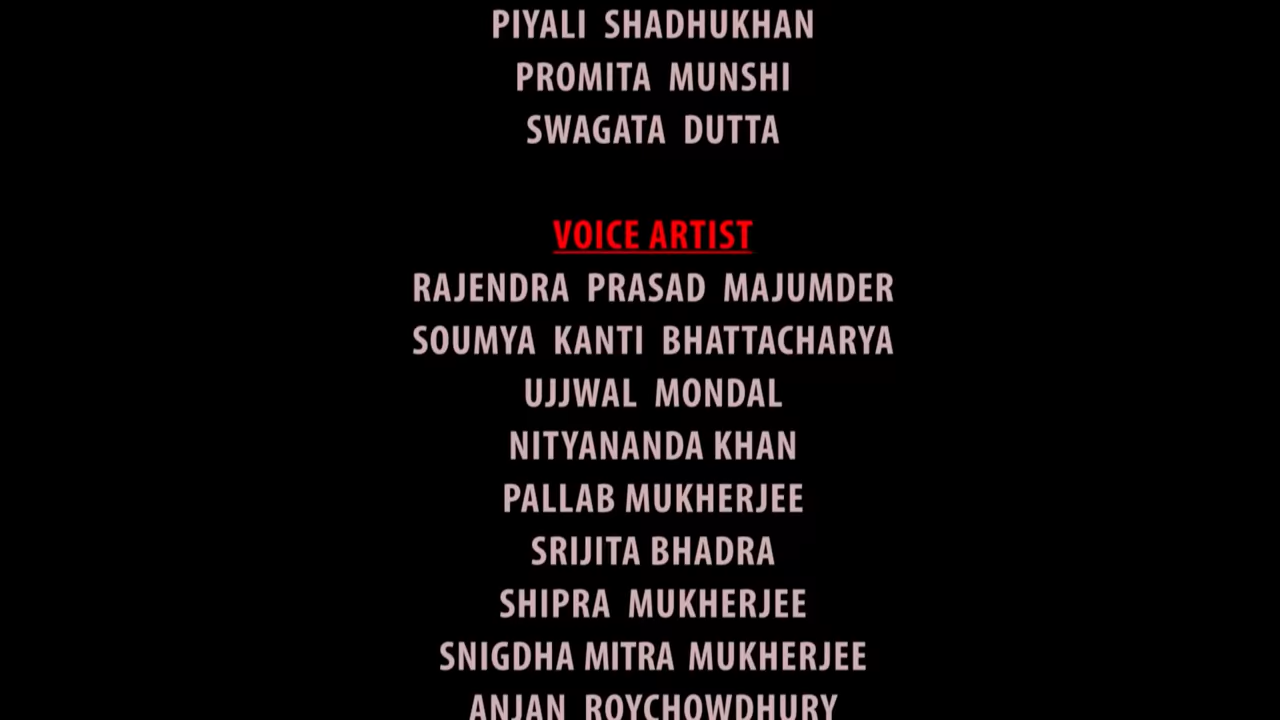 PIYALI SHADHUKHAN
PROMITA MUNSHI
SWAGATA DUTTA
VOICE ARTIST
RAJENDRA PRASAD MAJUMDER
SOUMYA KANTI BHATTACHARYA
UJJWAL MONDAL
NITYANANDA KHAN
PALLAB MUKHERJEE
SRIJITA BHADRA
SHIPRA MUKHERJEE
SNIGDHA MITRA MUKHERJEE
ANJAN ROYCHOWDHURY